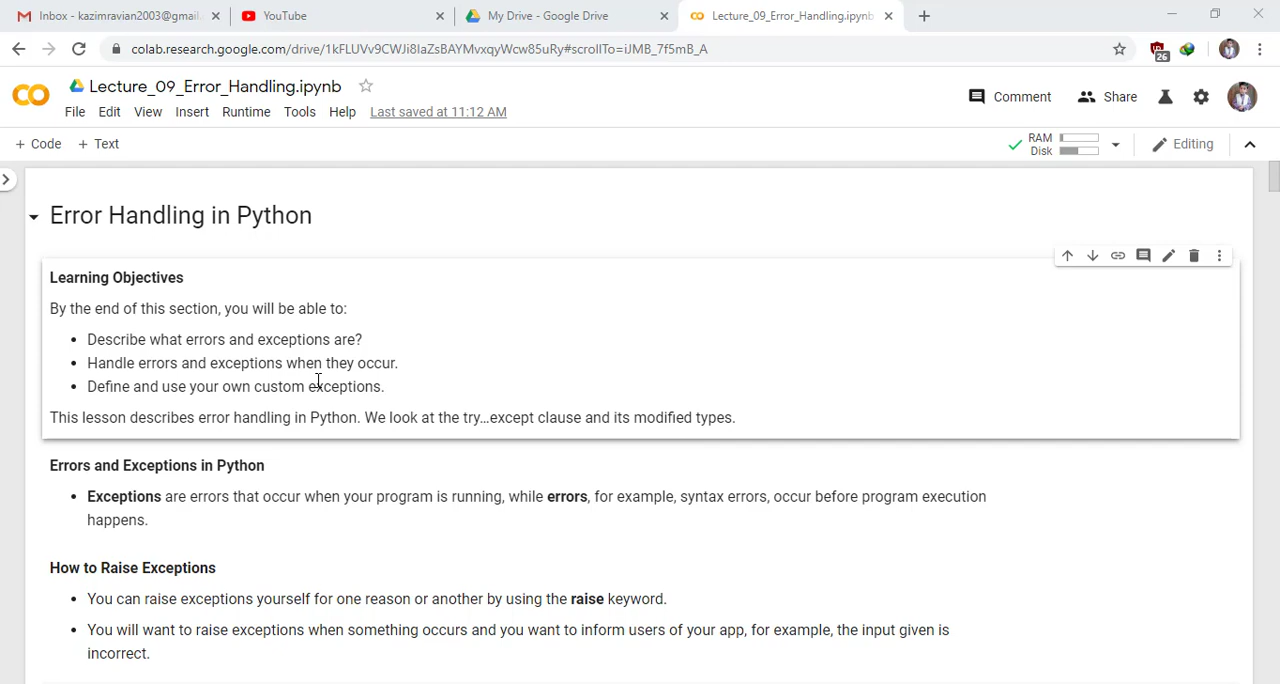 Inbox - kazimravian2003@gmail.
YouTube
My Drive - Google Drive
Lecture_09_Error_Handling.ipynb
colab.research.google.com/drive/1kFLUVv9CWJi8IaZsBAYMvxqyWcw85uRy#scrollTo=iJMB_7f5mB_A
26
Lecture_09_Error_Handling.ipynb
Comment
Share
File Edit View Insert Runtime Tools Help Last saved at 11:12 AM
+ Code + Text
RAM
Disk
Editing
Error Handling in Python
Learning Objectives
By the end of this section, you will be able to:
• Describe what errors and exceptions are?
• Handle errors and exceptions when they occur.
• Define and use your own custom exceptions.
This lesson describes error handling in Python. We look at the try…except clause and its modified types.
Errors and Exceptions in Python
• Exceptions are errors that occur when your program is running, while errors, for example, syntax errors, occur before program execution
happens.
How to Raise Exceptions
• You can raise exceptions yourself for one reason or another by using the raise keyword.
• You will want to raise exceptions when something occurs and you want to inform users of your app, for example, the input given is
incorrect.